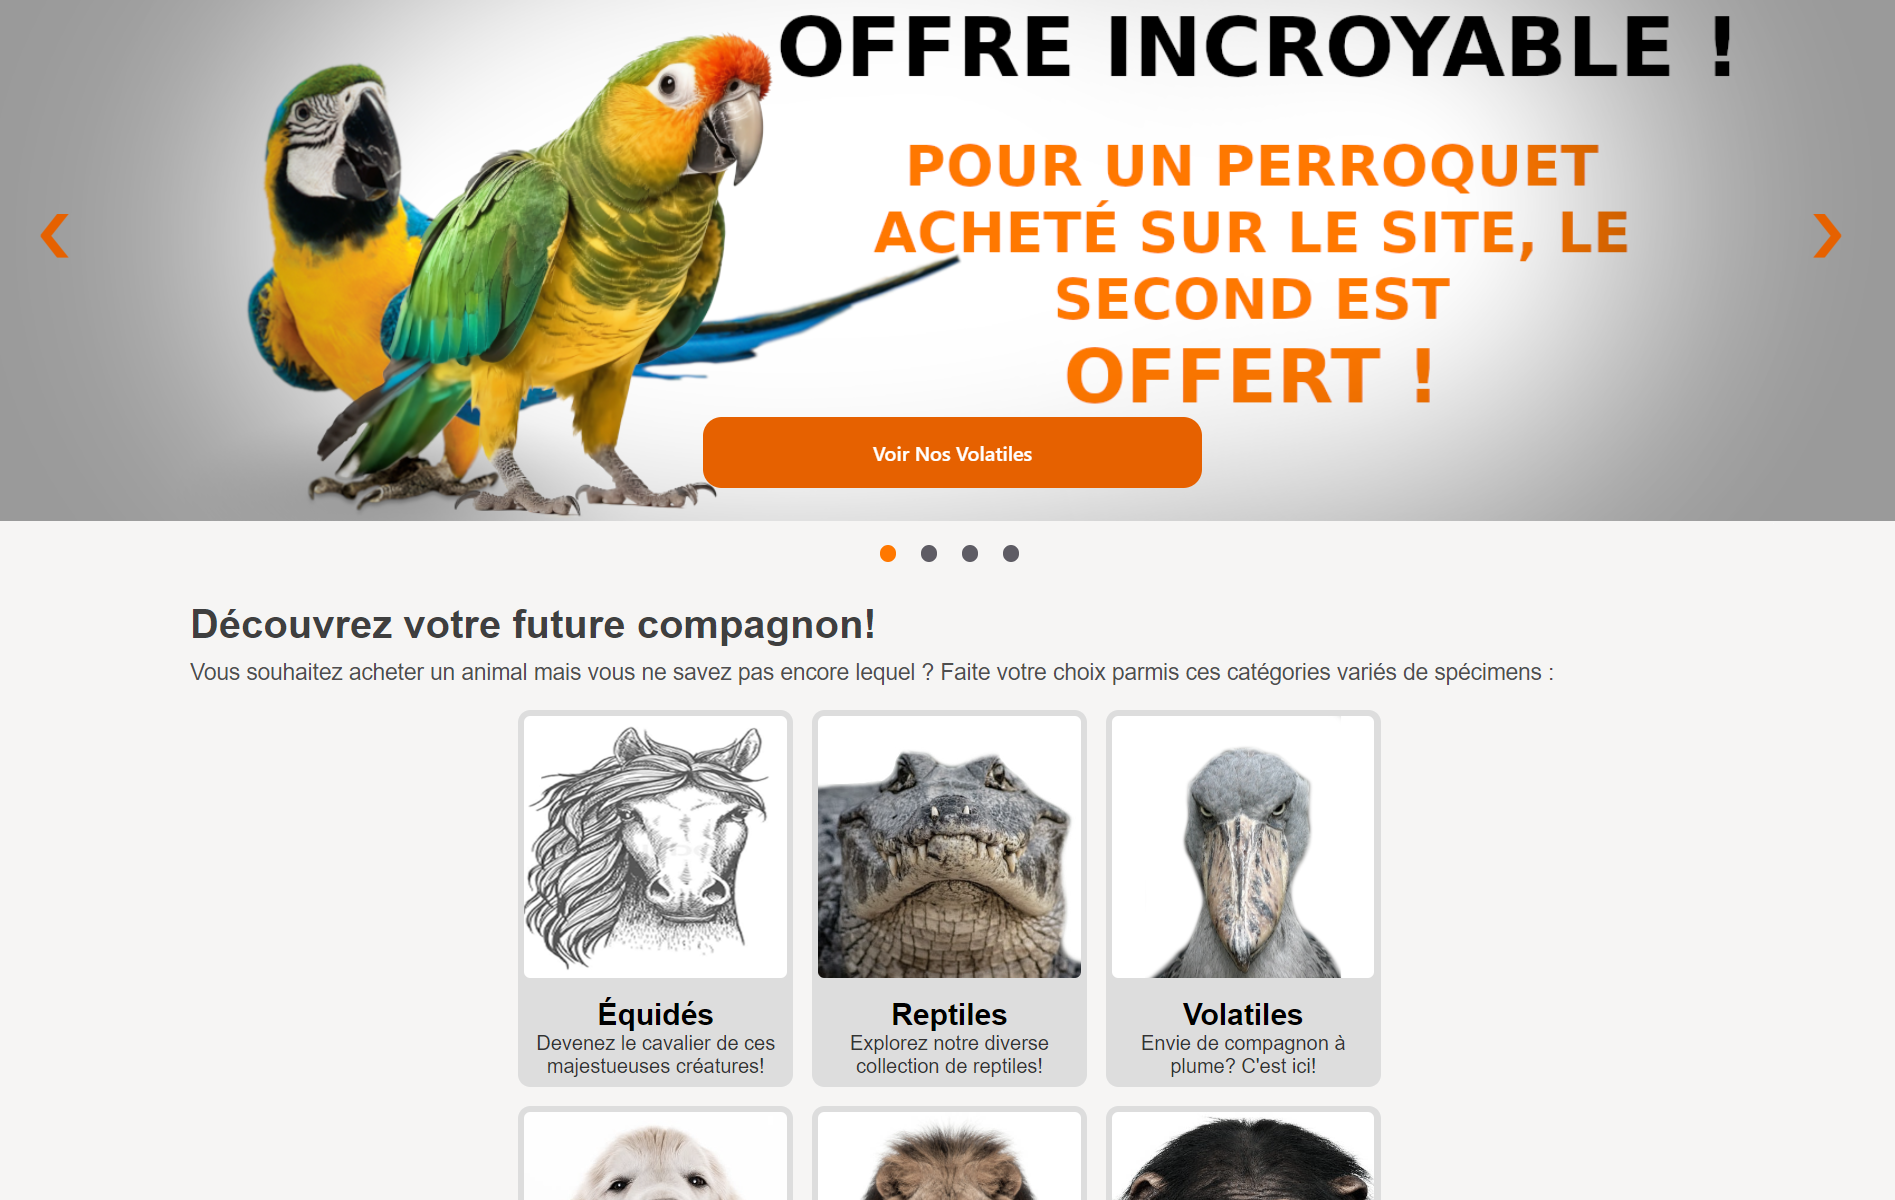 OFFRE INCROYABLE !
POUR UN PERROQUET
ACHETÉ SUR LE SITE, LE
SECOND EST
OFFERT !
Voir Nos Volatiles
Découvrez votre future compagnon!
Vous souhaitez acheter un animal mais vous ne savez pas encore lequel ? Faite votre choix parmis ces catégories variés de spécimens :
Équidés
Devenez le cavalier de ces
majestueuses créatures!
Reptiles
Explorez notre diverse
collection de reptiles!
Volatiles
Envie de compagnon à
plume? C'est ici!